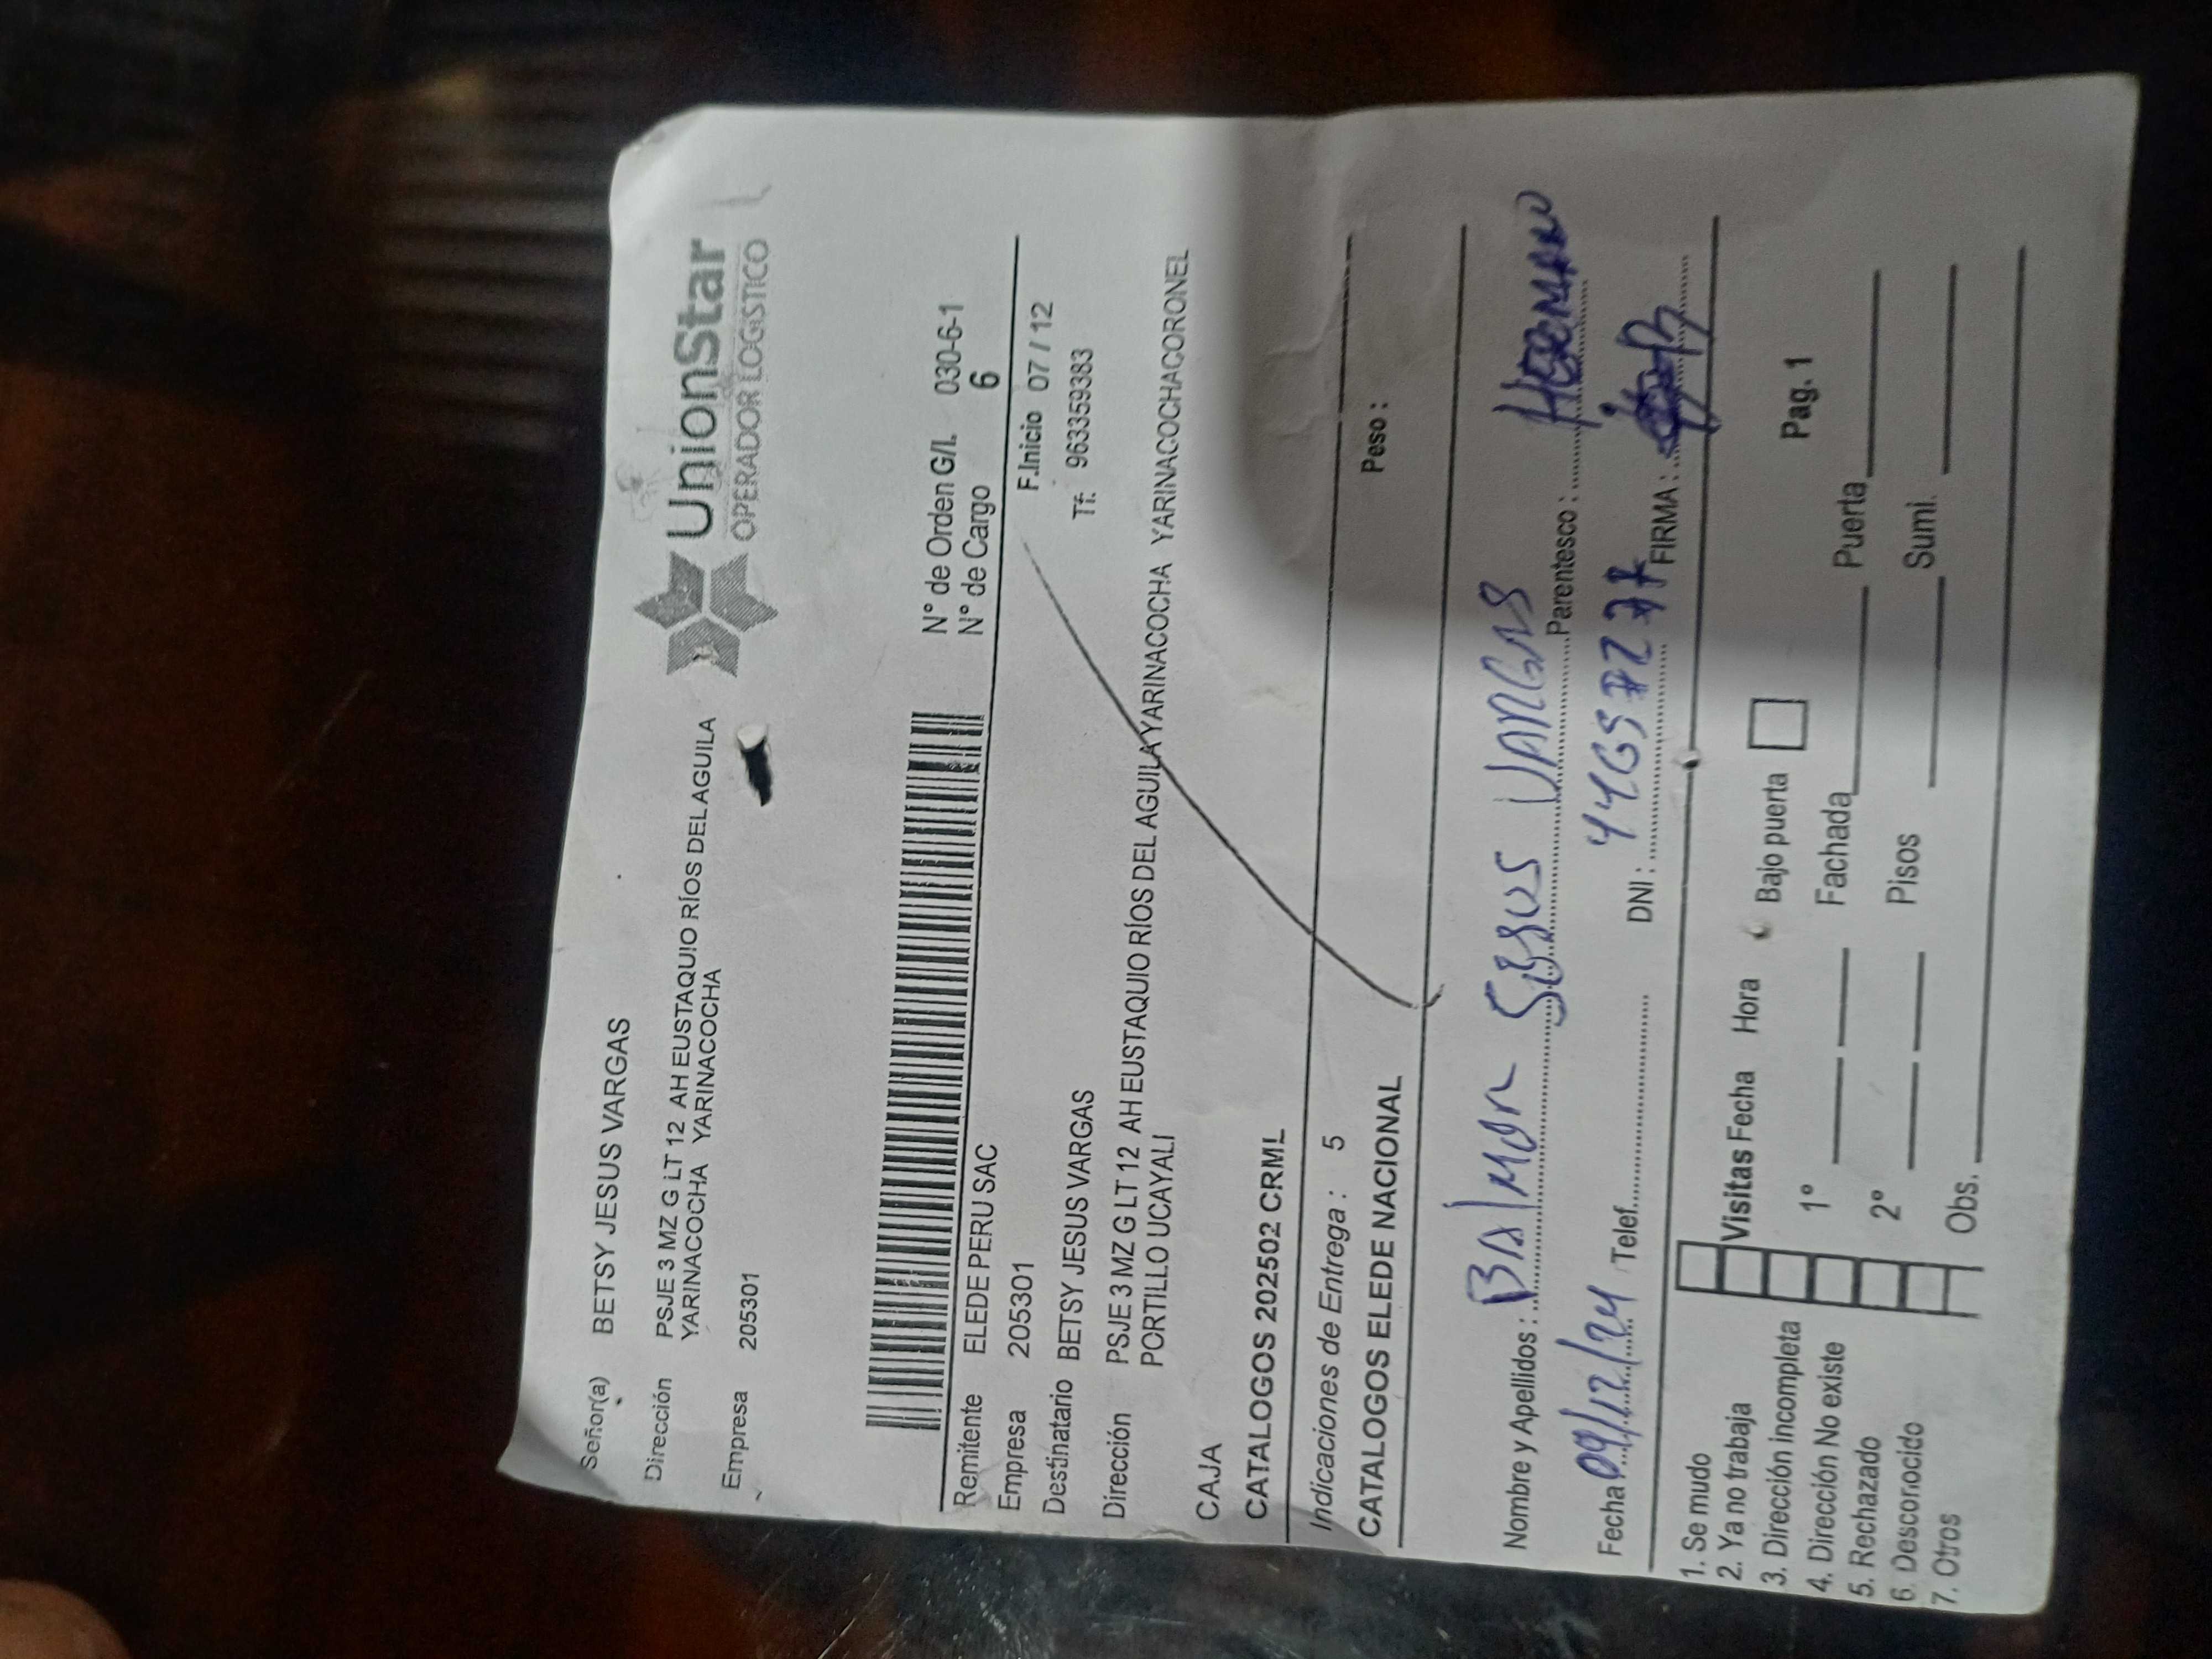 Señor(a) BETSY JESUS VARGAS
Dirección PSJE 3 MZ G LT 12 AH EUSTAQUIO RÍOS DEL AGUILA
YARINACOCHA YARINACOCHA
Empresa 205301
UnionStar
OPERADOR LOGISTICO
N° de Orden G/L 030-6-1
N° de Cargo 6
Remitente ELEDE PERU SAC
Empresa 205301
F.Inicio 07 / 12
Destinatario BETSY JESUS VARGAS
Tf. 963359383
Dirección PSJE 3 MZ G LT 12 AH EUSTAQUIO RÍOS DEL AGUILAYARINACOCHA YARINACOCHACORONEL
PORTILLO UCAYALI
CAJA
CATALOGOS 202502 CRML
Indicaciones de Entrega : 5
Peso :
CATALOGOS ELEDE NACIONAL
Nombre y Apellidos : VARGAS Parentesco : HERMANO
Fecha 09/12/24 Telef. DNI : FIRMA :
1. Se mudo
2. Ya no trabaja
3. Dirección incompleta
4. Dirección No existe
5. Rechazado
6. Desconocido
7. Otros
Visitas Fecha Hora Bajo puerta Pag. 1
1° Fachada Puerta
2° Pisos Sumi.
Obs.